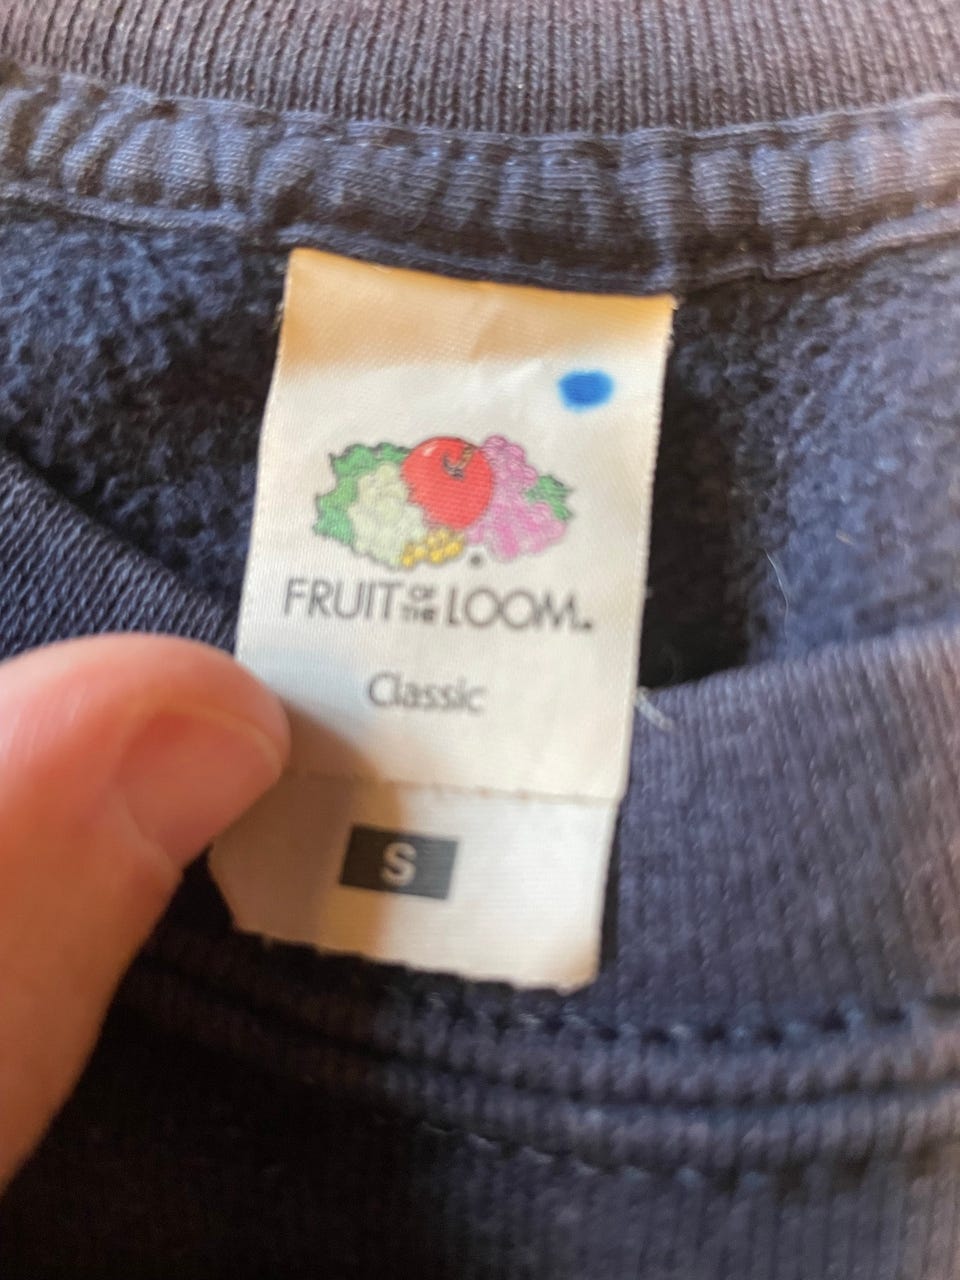 FRUIT OF THE LOOM.
Classic
S